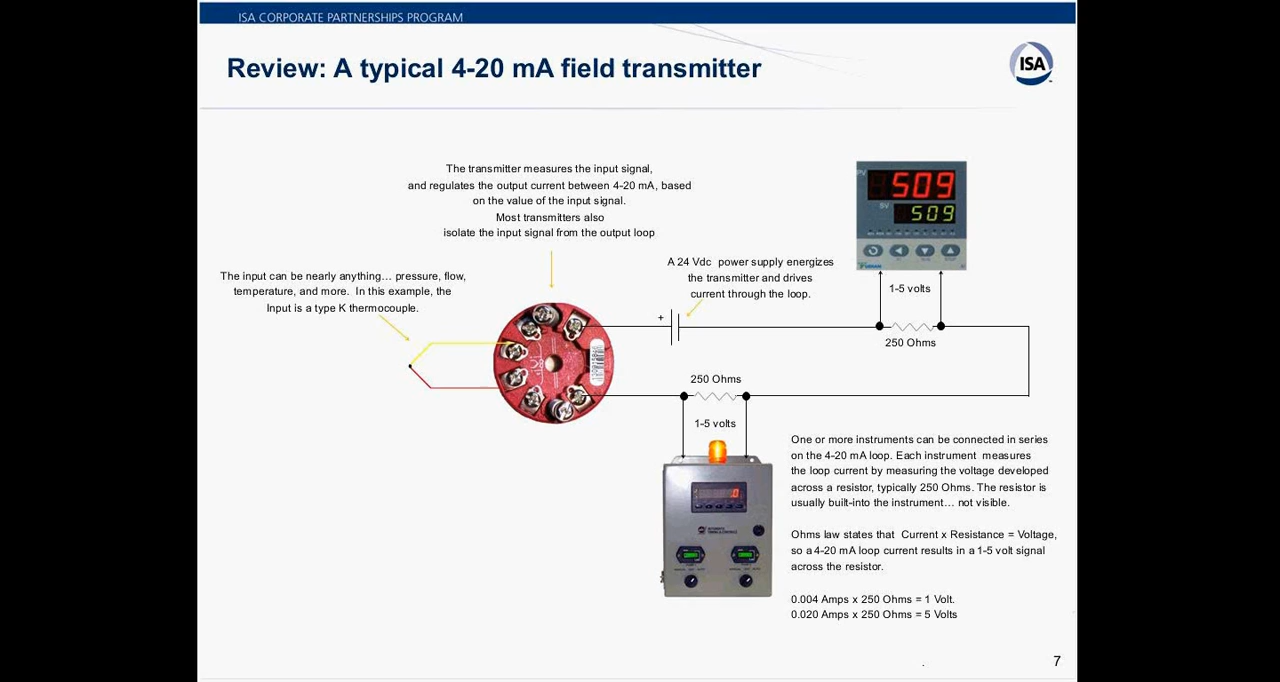 ISA CORPORATE PARTNERSHIPS PROGRAM
Review: A typical 4-20 mA field transmitter
ISA
The transmitter measures the input signal,
and regulates the output current between 4-20 mA, based
on the value of the input signal.
Most transmitters also
isolate the input signal from the output loop
The input can be nearly anything... pressure, flow,
temperature, and more. In this example, the
Input is a type K thermocouple.
A 24 Vdc power supply energizes
the transmitter and drives
current through the loop.
+
PV
509
SV
509
1-5 volts
250 Ohms
250 Ohms
1-5 volts
One or more instruments can be connected in series
on the 4-20 mA loop. Each instrument measures
the loop current by measuring the voltage developed
across a resistor, typically 250 Ohms. The resistor is
usually built-into the instrument... not visible.
Ohms law states that Current x Resistance = Voltage,
so a 4-20 mA loop current results in a 1-5 volt signal
across the resistor.
0.004 Amps x 250 Ohms = 1 Volt.
0.020 Amps x 250 Ohms = 5 Volts
7